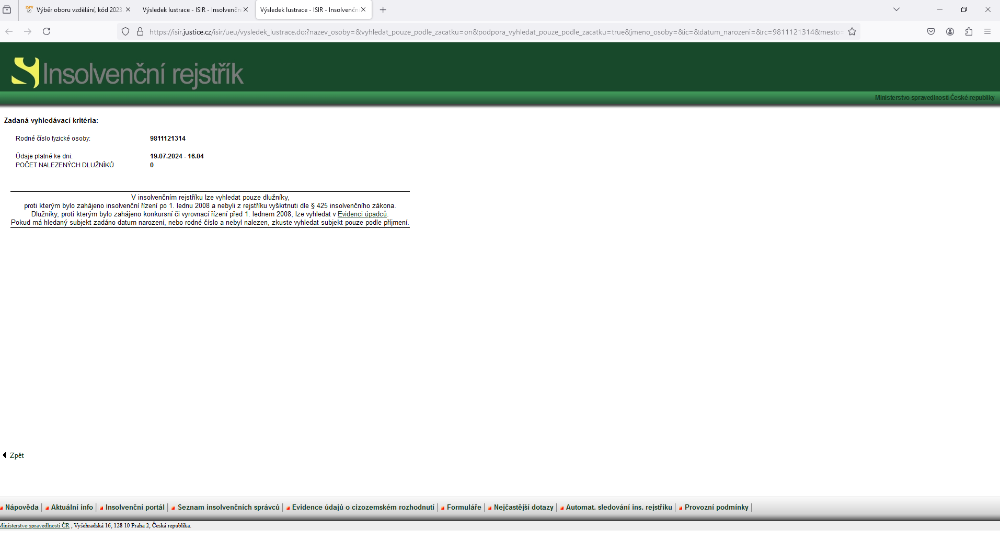 ISPV Výběr oboru vzdělání, kód 2023.
Výsledek lustrace - ISIR - Insolvenčn
Výsledek lustrace - ISIR - Insolvenčn
https://isir.justice.cz/isir/ueu/vysledek_lustrace.do;?nazev_osoby=&vyhledat_pouze_podle_zacatku=on&podpora_vyhledat_pouze_podle_zacatku=true&jmeno_osoby=&ic=&datum_narozeni=&rc=9811121314&mesto=
Insolvenční rejstřík
Ministerstvo spravedlnosti České republiky
Zadaná vyhledávací kritéria:
Rodné číslo fyzické osoby: 9811121314
Údaje platné ke dni: 19.07.2024 - 16.04
POČET NALEZENÝCH DLUŽNÍKŮ 0
V insolvenčním rejstříku lze vyhledat pouze dlužníky,
proti kterým bylo zahájeno insolvenční řízení po 1. lednu 2008 a nebyli z rejstříku vyškrtnuti dle § 425 insolvenčního zákona.
Dlužníky, proti kterým bylo zahájeno konkursní či vyrovnací řízení před 1. lednem 2008, lze vyhledat v Evidenci úpadců.
Pokud má hledaný subjekt zadáno datum narození, nebo rodné číslo a nebyl nalezen, zkuste vyhledat subjekt pouze podle příjmení.
Zpět
Nápověda | Aktuální info | Insolvenční portál | Seznam insolvenčních správců | Evidence údajů o cizozemském rozhodnutí | Formuláře | Nejčastější dotazy | Automat. sledování ins. rejstříku | Provozní podmínky |
Ministerstvo spravedlnosti ČR , Vyšehradská 16, 128 10 Praha 2, Česká republika.